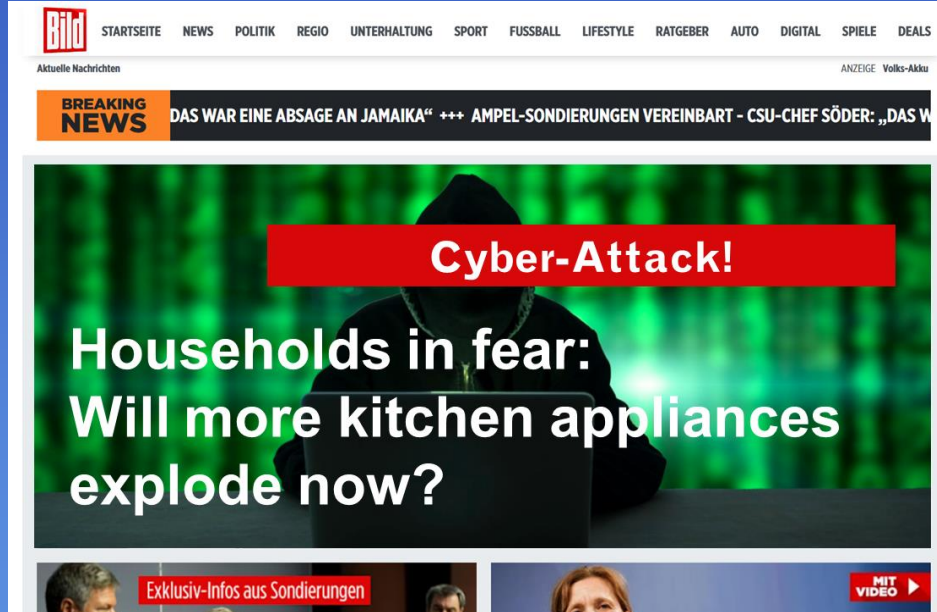 Bild
STARTSEITE NEWS POLITIK REGIO UNTERHALTUNG SPORT FUSSBALL LIFESTYLE RATGEBER AUTO DIGITAL SPIELE DEALS
Aktuelle Nachrichten
ANZEIGE Volks-Akku
BREAKING
NEWS
DAS WAR EINE ABSAGE AN JAMAIKA“ +++ AMPEL-SONDIERUNGEN VEREINBART - CSU-CHEF SÖDER: „DAS W
Cyber-Attack!
Households in fear:
Will more kitchen appliances
explode now?
Exklusiv-Infos aus Sondierungen
MIT
VIDEO